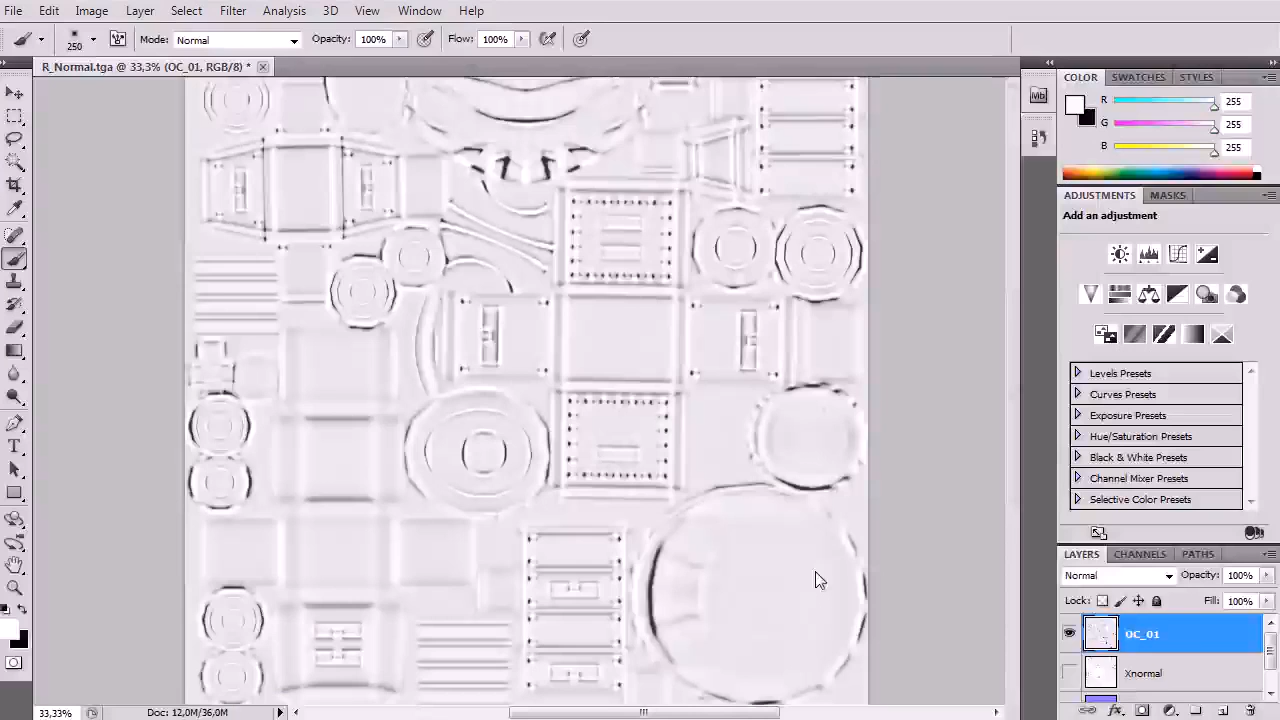 File Edit Image Layer Select Filter Analysis 3D View Window Help
250 Mode: Normal Opacity: 100% Flow: 100%
R_Normal.tga @ 33,3% (OC_01, RGB/8) *
COLOR SWATCHES STYLES
Mb
R 255
G 255
B 255
ADJUSTMENTS MASKS
Add an adjustment
Levels Presets
Curves Presets
Exposure Presets
Hue/Saturation Presets
Black & White Presets
Channel Mixer Presets
Selective Color Presets
LAYERS CHANNELS PATHS
Normal Opacity: 100%
Lock: Fill: 100%
OC_01
Xnormal
33,33% Doc: 12,0M/36,0M